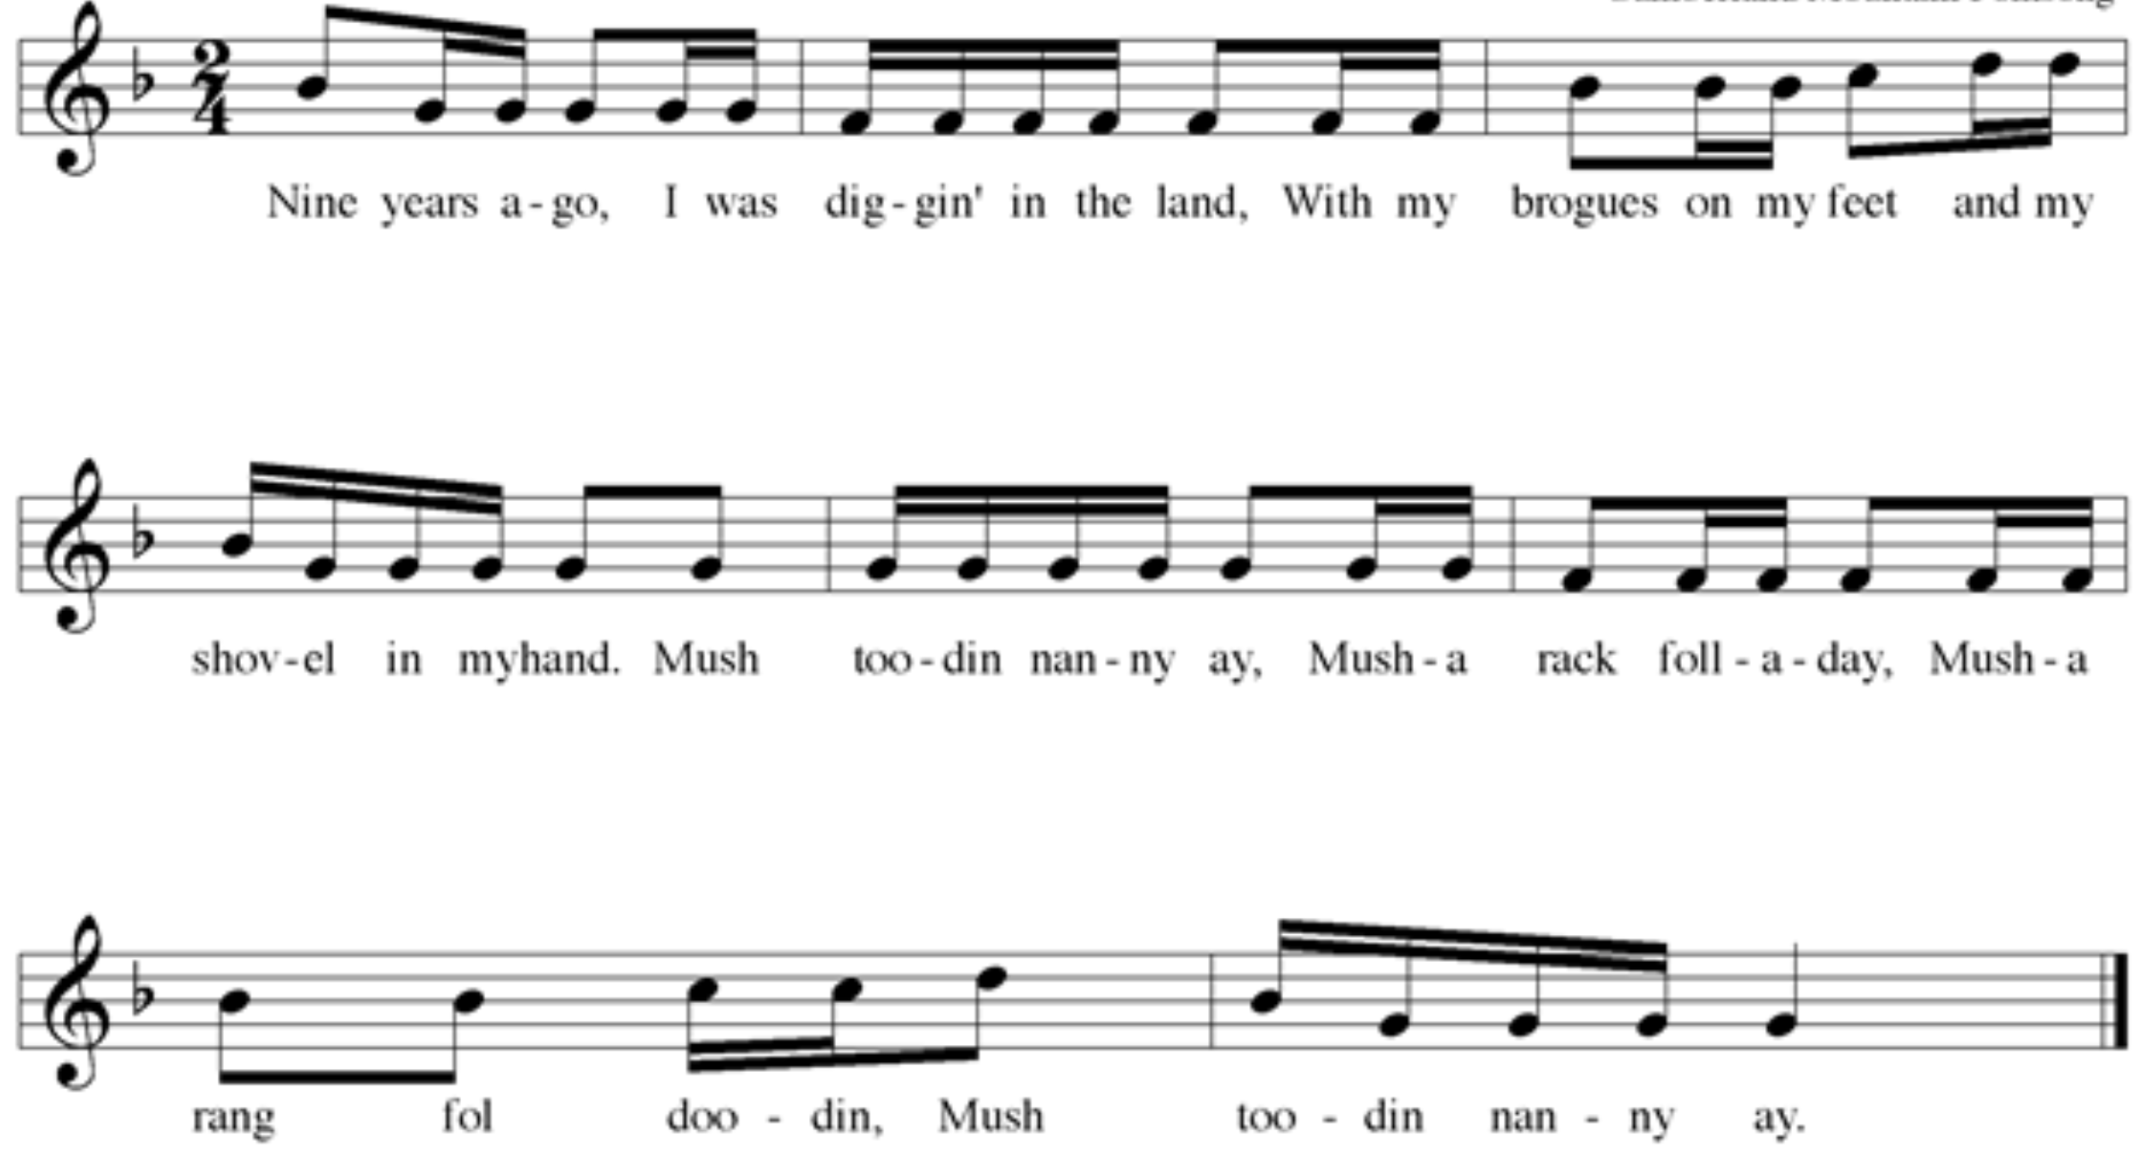 2
4
Nine years a - go, I was dig - gin' in the land, With my brogues on my feet and my
shov - el in myhand. Mush too - din nan - ny ay, Mush - a rack foll - a - day, Mush - a
rang fol doo - din, Mush too - din nan - ny ay.